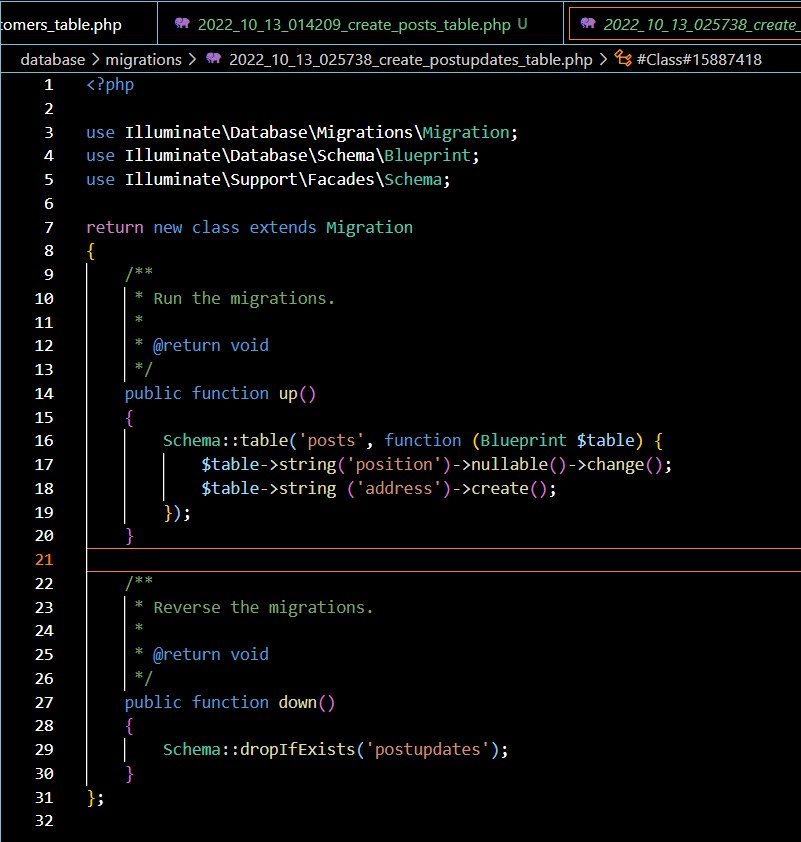 tomers_table.php
2022_10_13_014209_create_posts_table.php U
2022_10_13_025738_create_
database > migrations > 2022_10_13_025738_create_postupdates_table.php > #Class#15887418
1 <?php
2
3 use Illuminate\Database\Migrations\Migration;
4 use Illuminate\Database\Schema\Blueprint;
5 use Illuminate\Support\Facades\Schema;
6
7 return new class extends Migration
8 {
9     /**
10      * Run the migrations.
11      *
12      * @return void
13      */
14     public function up()
15     {
16         Schema::table('posts', function (Blueprint $table) {
17             $table->string('position')->nullable()->change();
18             $table->string ('address')->create();
19         });
20     }
21
22     /**
23      * Reverse the migrations.
24      *
25      * @return void
26      */
27     public function down()
28     {
29         Schema::dropIfExists('postupdates');
30     }
31 };
32